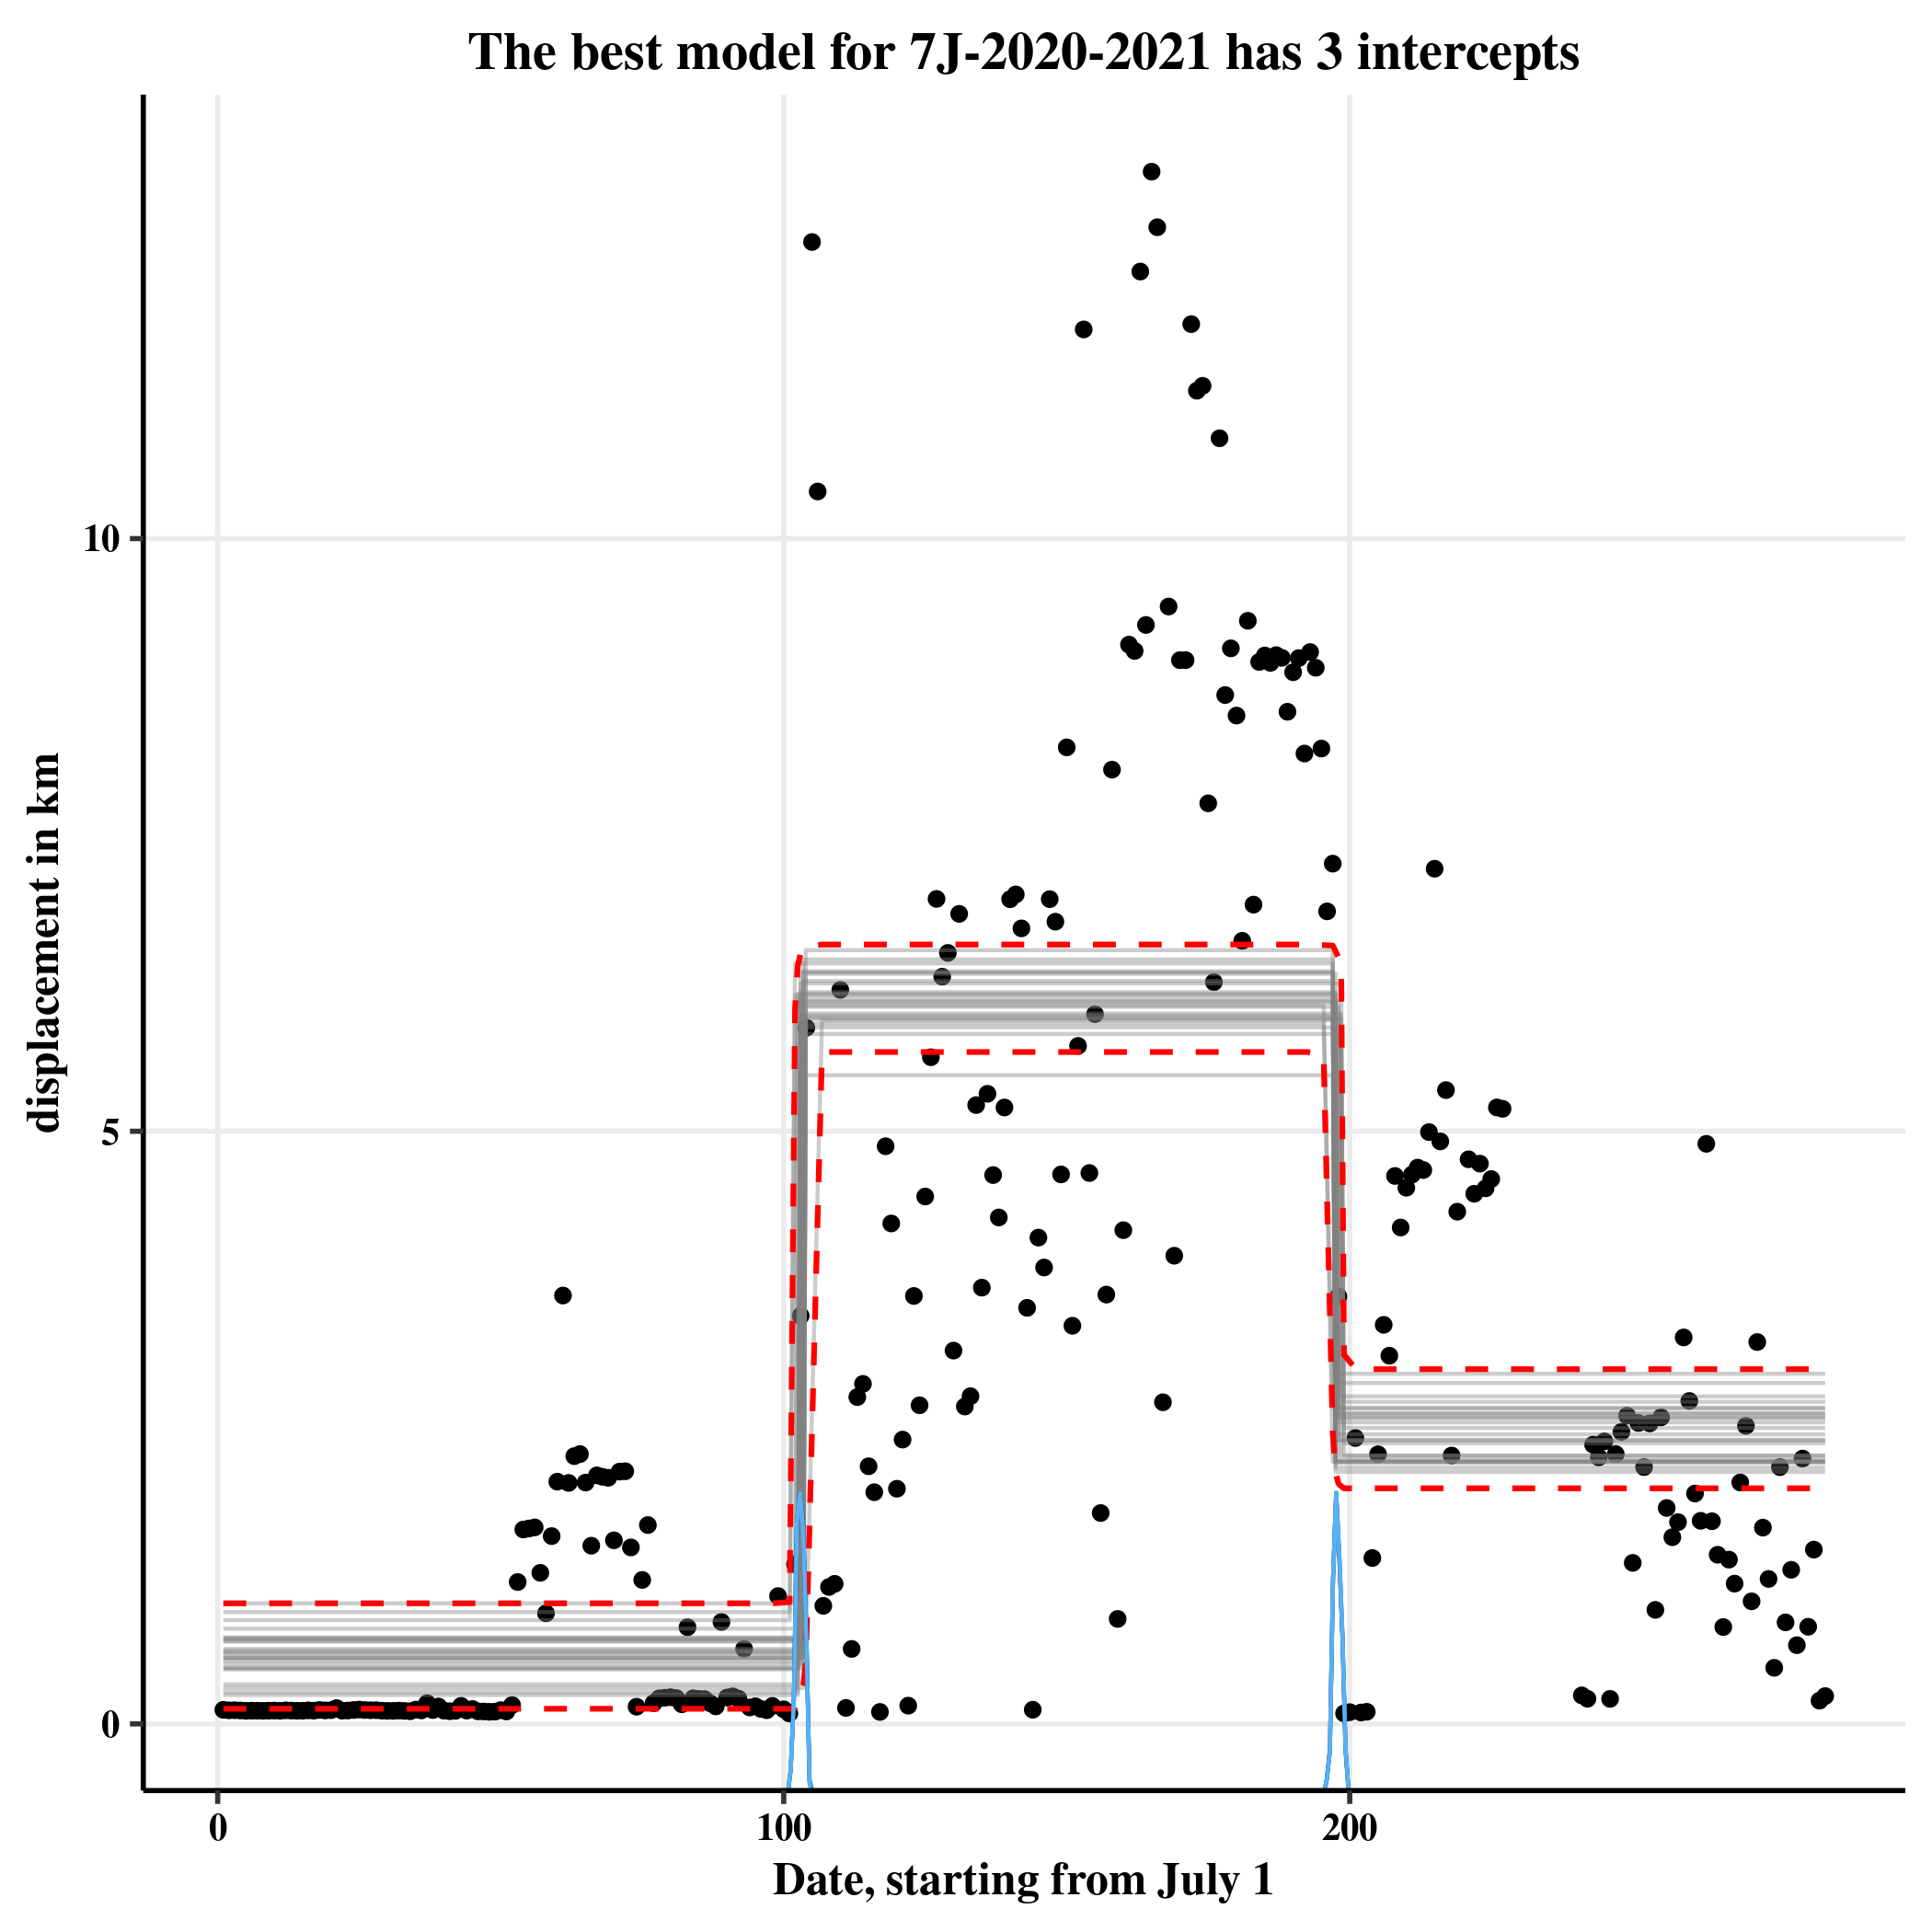 The best model for 7J-2020-2021 has 3 intercepts
displacement in km
10
5
0
0 100 200
Date, starting from July 1